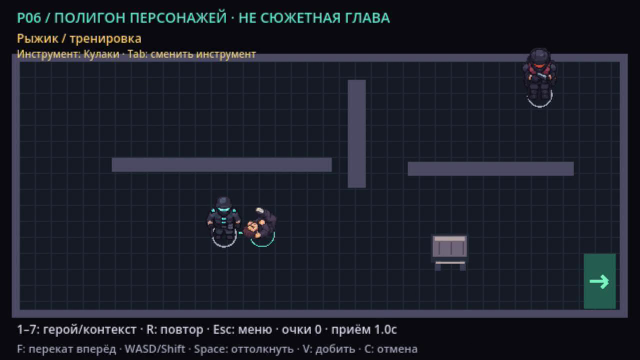 P06 / ПОЛИГОН ПЕРСОНАЖЕЙ · НЕ СЮЖЕТНАЯ ГЛАВА
Рыжик / тренировка
Инструмент: Кулаки · Tab: сменить инструмент
1–7: герой/контекст · R: повтор · Esc: меню · очки 0 · приём 1.0с
F: перекат вперёд · WASD/Shift · Space: оттолкнуть · V: добить · C: отмена